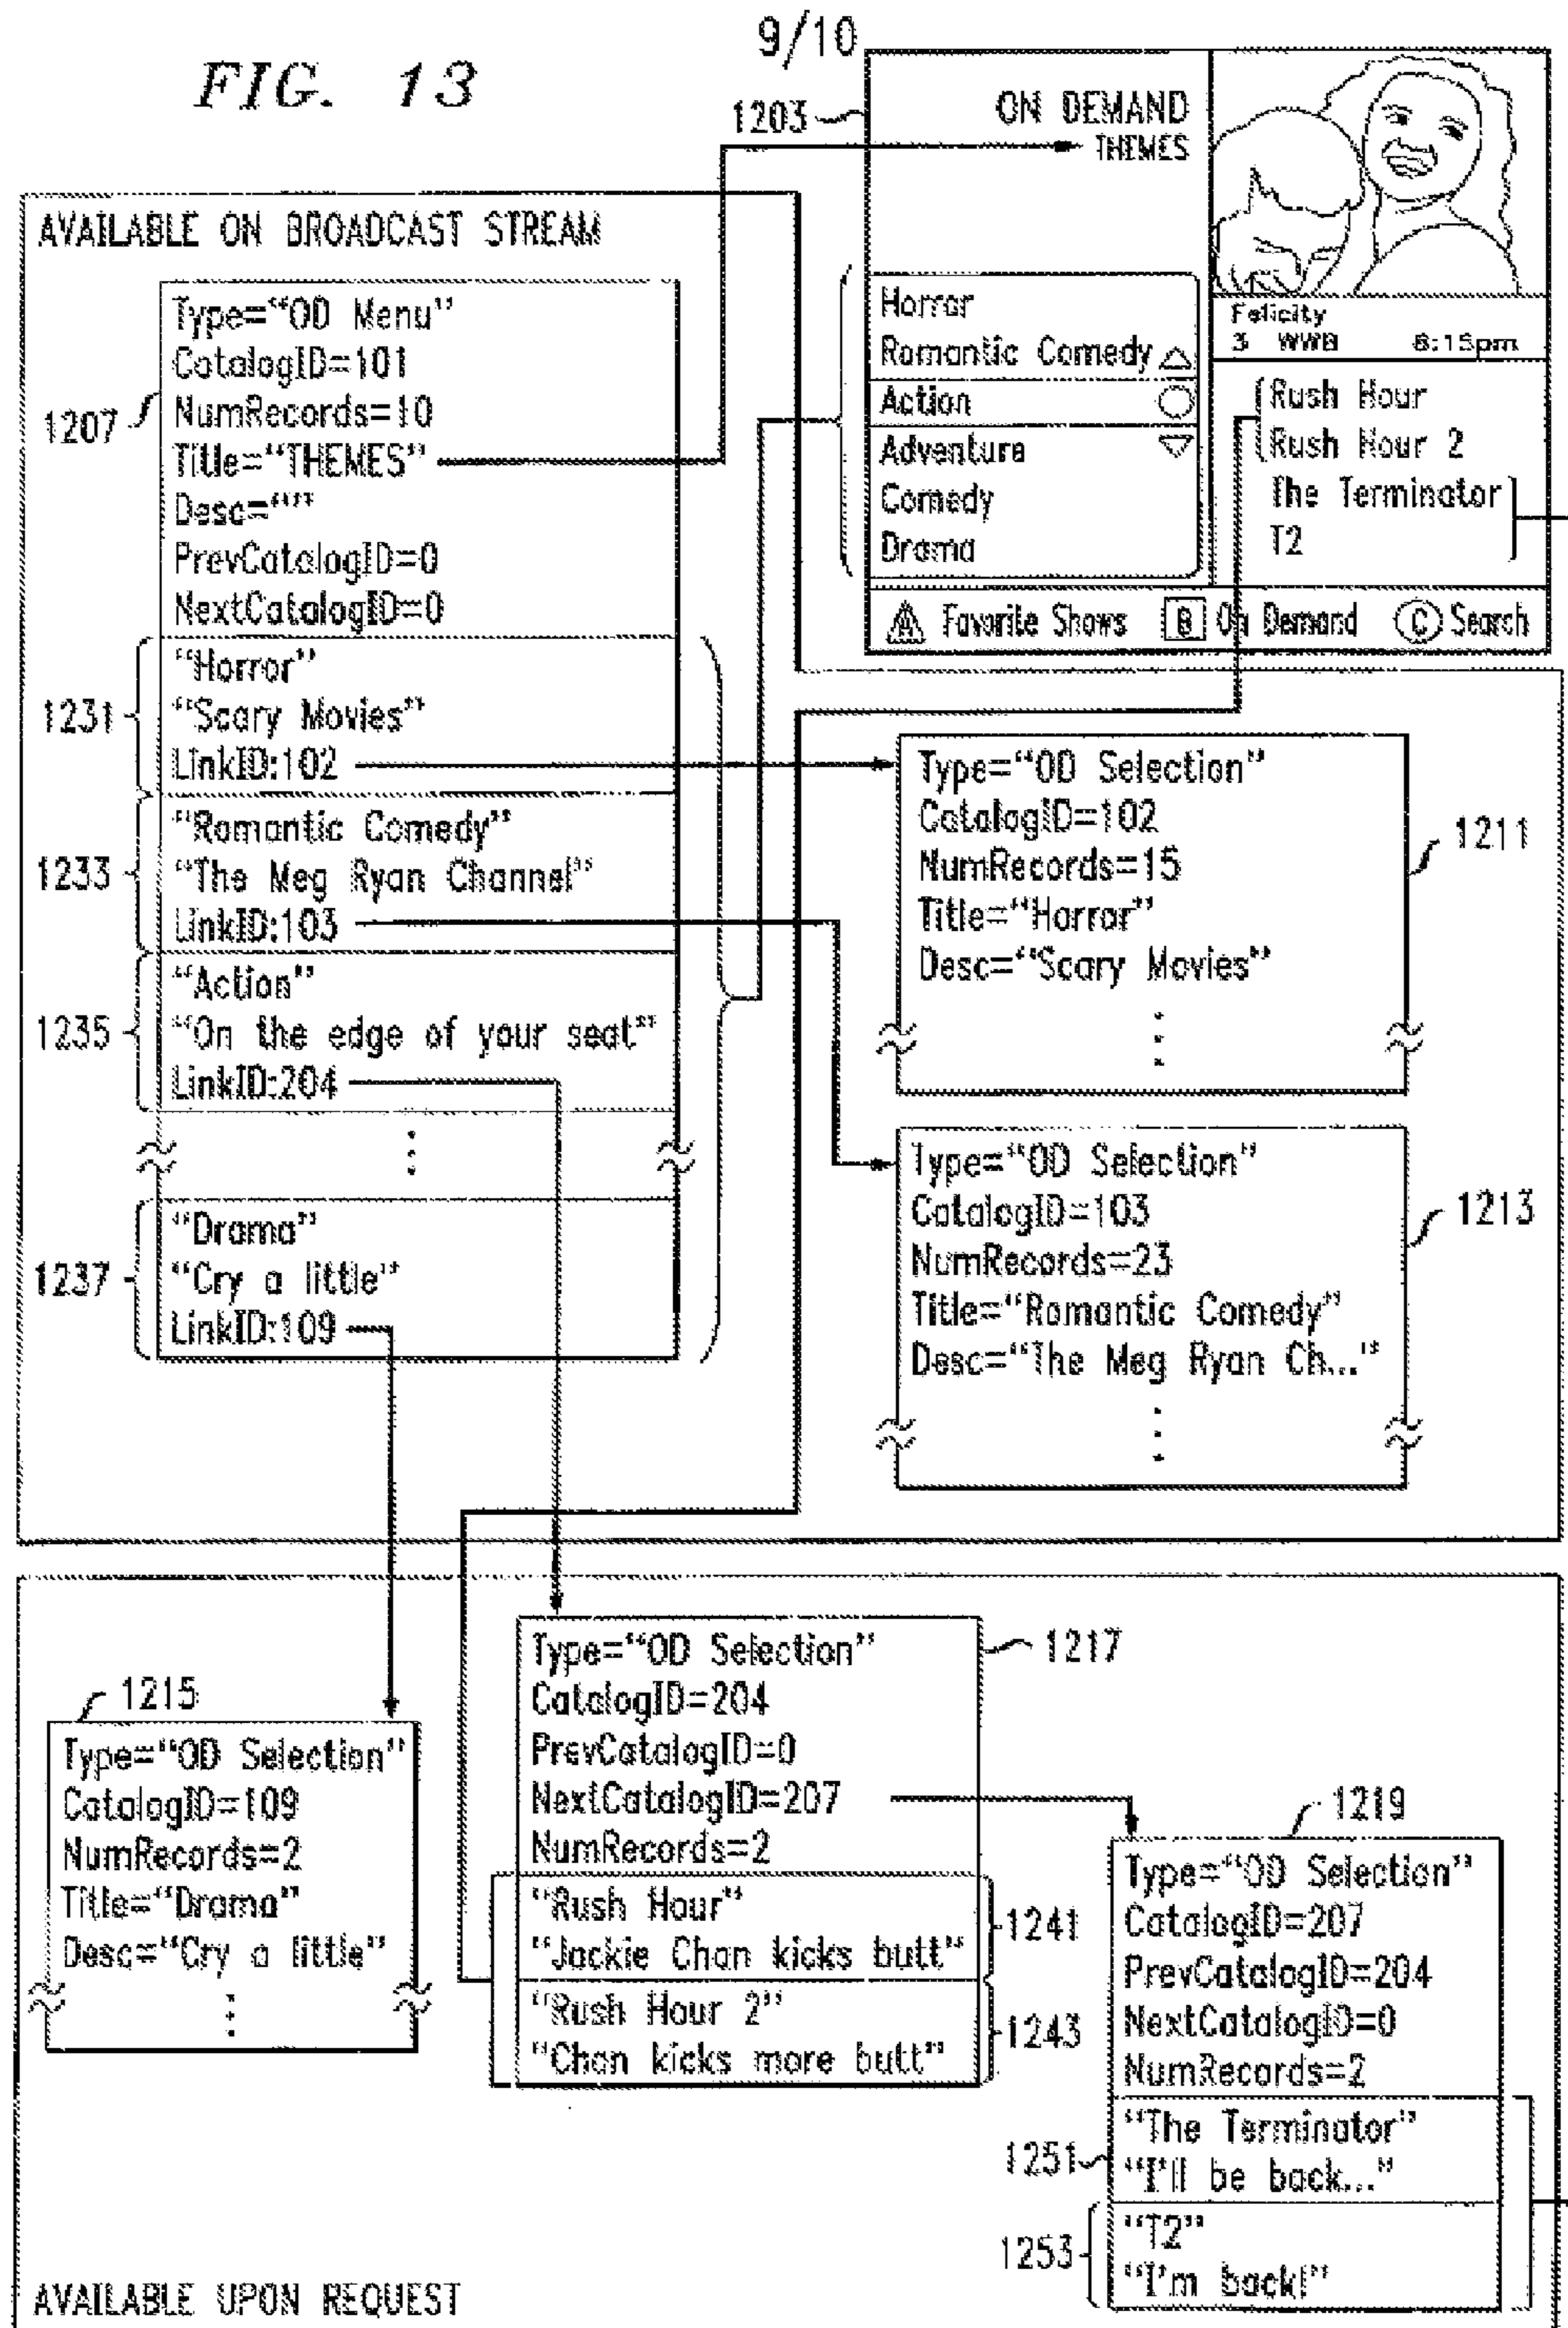 9/10
FIG. 13
1203
ON DEMAND
THEMES
Horror
Romantic Comedy
Action
Adventure
Comedy
Drama
Felicity
3 WWB 8:15pm
Rush Hour
Rush Hour 2
The Terminator
T2
A Favorite Shows B On Demand C Search
AVAILABLE ON BROADCAST STREAM
1207
Type="OD Menu"
CatalogID=101
NumRecords=10
Title="THEMES"
Desc=""
PrevCatalogID=0
NextCatalogID=0
1231
"Horror"
"Scary Movies"
LinkID:102
1233
"Romantic Comedy"
"The Meg Ryan Channel"
LinkID:103
1235
"Action"
"On the edge of your seat"
LinkID:204
1237
"Drama"
"Cry a little"
LinkID:109
1211
Type="OD Selection"
CatalogID=102
NumRecords=15
Title="Horror"
Desc="Scary Movies"
1213
Type="OD Selection"
CatalogID=103
NumRecords=23
Title="Romantic Comedy"
Desc="The Meg Ryan Ch..."
1215
Type="OD Selection"
CatalogID=109
NumRecords=2
Title="Drama"
Desc="Cry a little"
1217
Type="OD Selection"
CatalogID=204
PrevCatalogID=0
NextCatalogID=207
NumRecords=2
"Rush Hour"
"Jackie Chan kicks butt"
1241
"Rush Hour 2"
"Chan kicks more butt"
1243
1219
Type="OD Selection"
CatalogID=207
PrevCatalogID=204
NextCatalogID=0
NumRecords=2
1251
"The Terminator"
"I'll be back..."
1253
"T2"
"I'm back!"
AVAILABLE UPON REQUEST